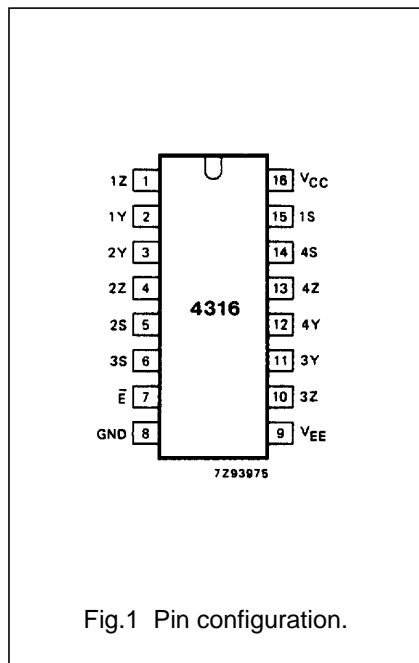 1Z 1 16 VCC
1Y 2 15 1S
2Y 3 14 4S
2Z 4 13 4Z
4316
2S 5 12 4Y
3S 6 11 3Y
E̅ 7 10 3Z
GND 8 9 VEE
7Z93975
Fig.1 Pin configuration.